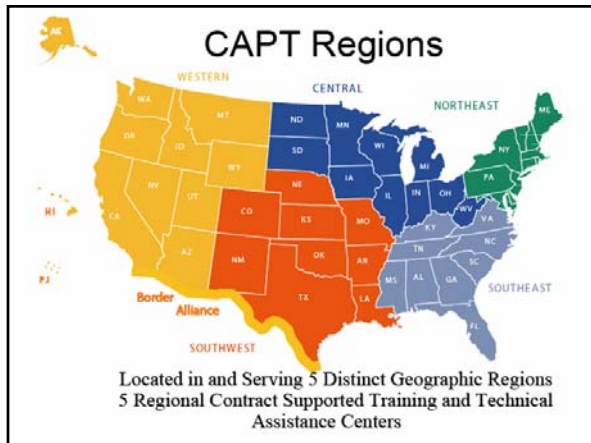 AK
CAPT Regions
WESTERN
CENTRAL
NORTHEAST
WA
MT
ND
MN
ME
OR
ID
SD
WI
MI
NY
WY
IA
PA
NV
UT
NE
IL
IN
OH
CA
CO
KS
MO
WV
VA
KY
HI
AZ
NM
OK
AR
TN
NC
SC
PJ
TX
MS
AL
GA
LA
SOUTHEAST
FL
Border
Alliance
SOUTHWEST
Located in and Serving 5 Distinct Geographic Regions
5 Regional Contract Supported Training and Technical
Assistance Centers